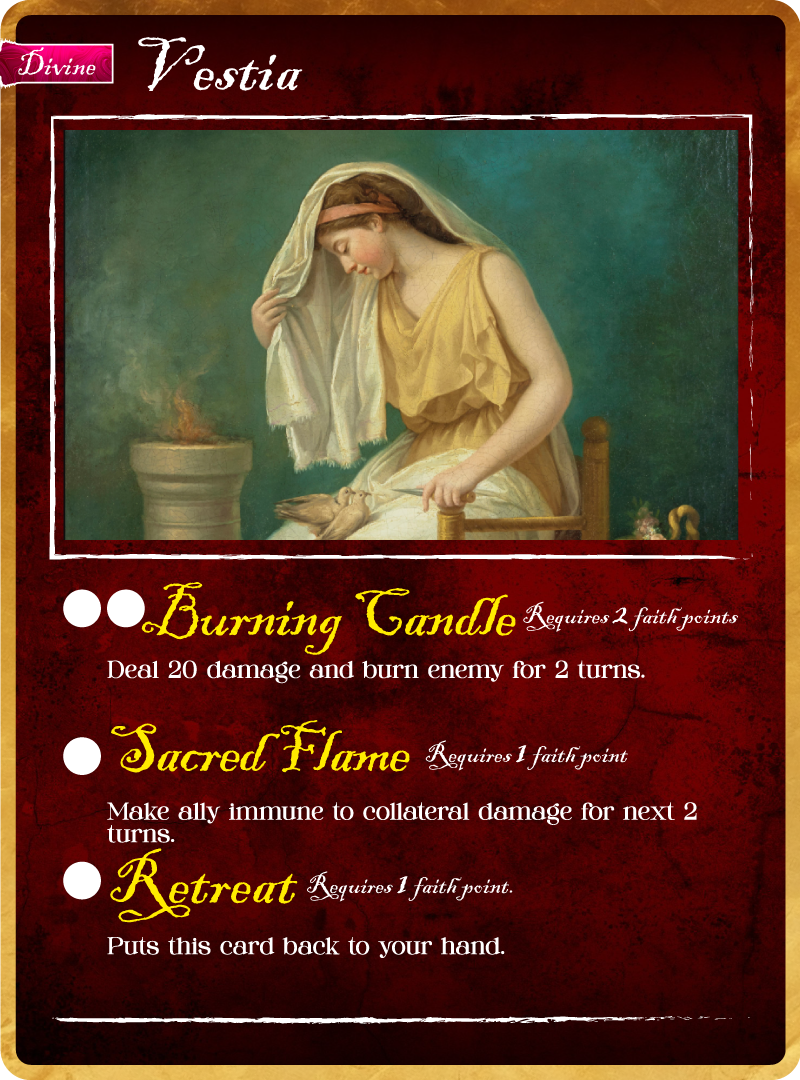 Divine
Vestia
Burning Candle Requires 2 faith points
Deal 20 damage and burn enemy for 2 turns.
Sacred Flame Requires 1 faith point
Make ally immune to collateral damage for next 2
turns.
Retreat Requires 1 faith point.
Puts this card back to your hand.